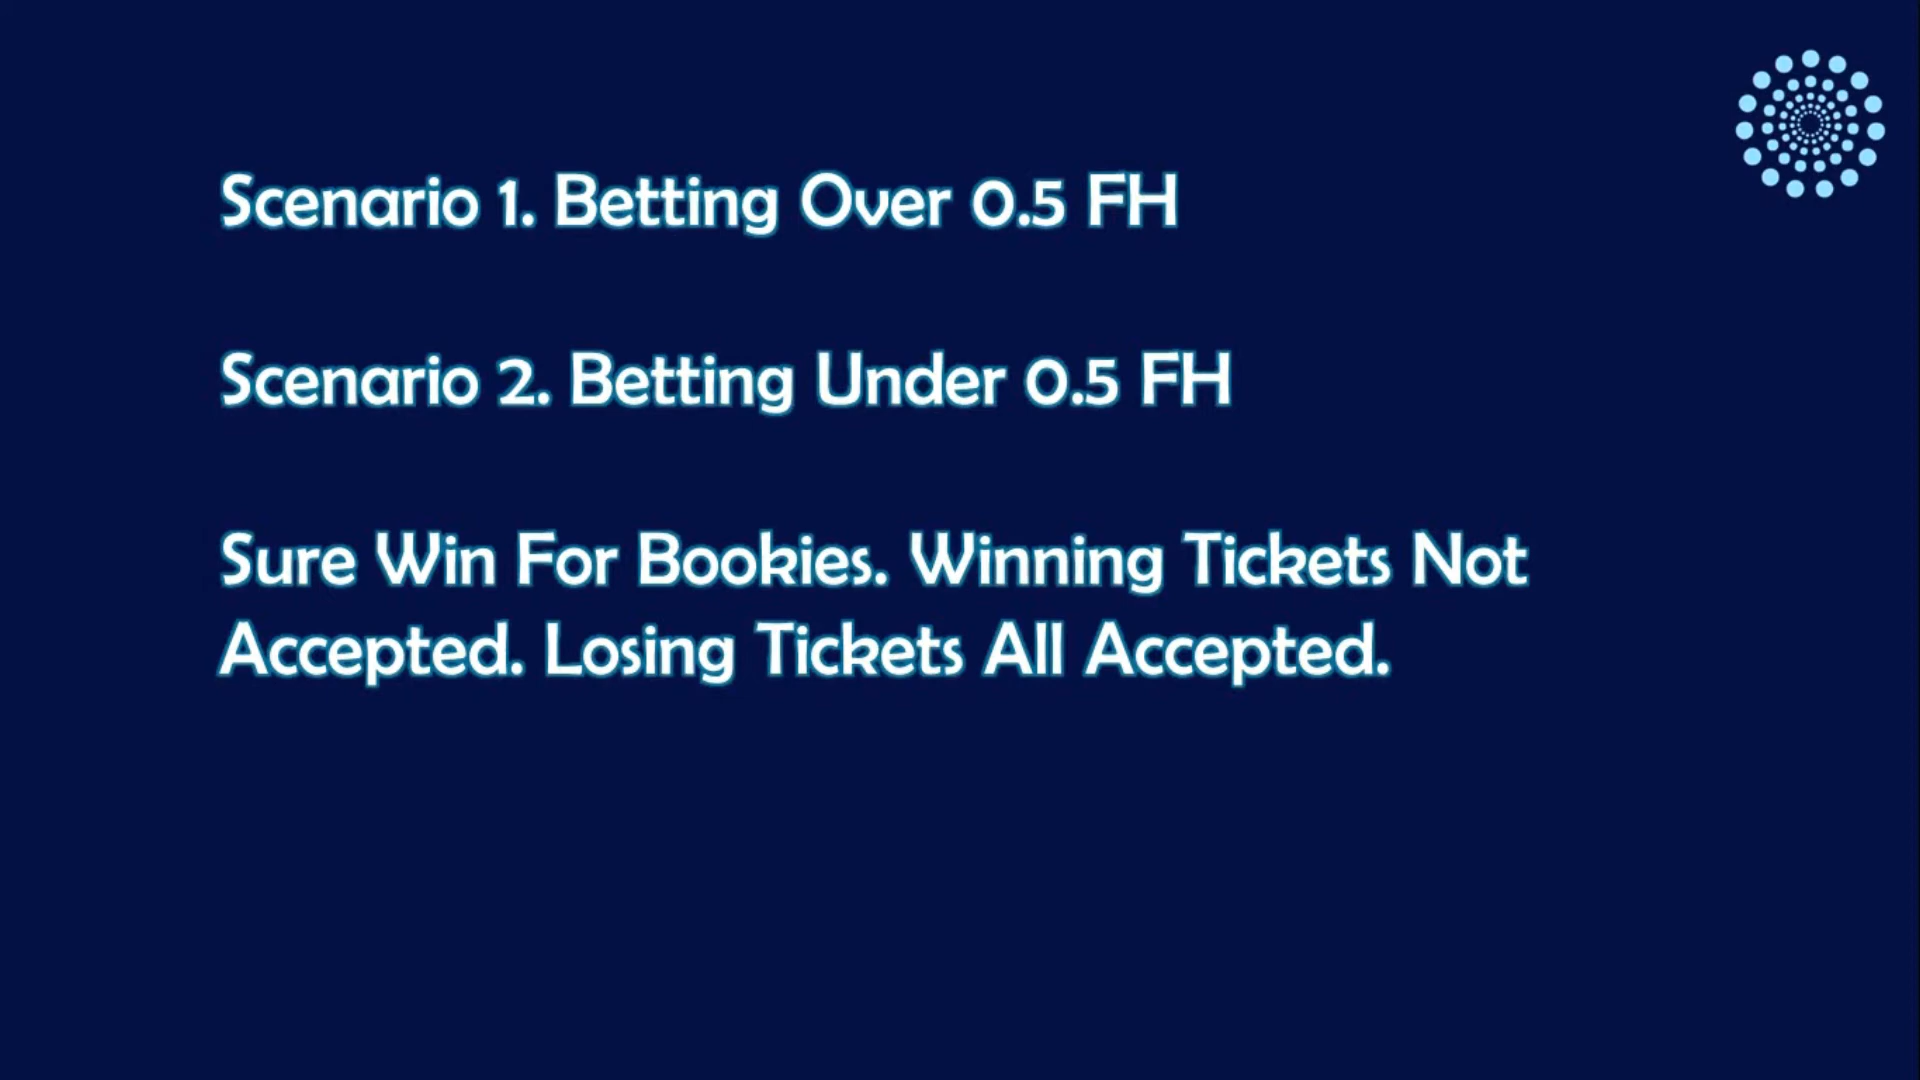 Scenario 1. Betting Over 0.5 FH
Scenario 2. Betting Under 0.5 FH
Sure Win For Bookies. Winning Tickets Not
Accepted. Losing Tickets All Accepted.